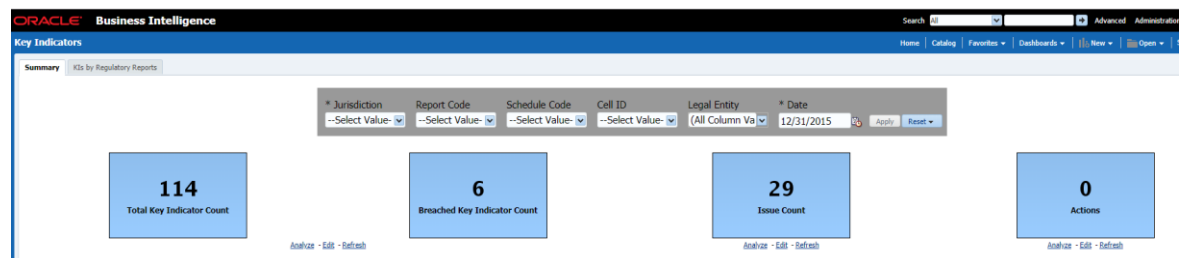 ORACLE Business Intelligence Search All Advanced Administration
Key Indicators Home Catalog Favorites Dashboards New Open
Summary KIs by Regulatory Reports
* Jurisdiction Report Code Schedule Code Cell ID Legal Entity * Date
--Select Value- --Select Value- --Select Value- --Select Value- (All Column Va 12/31/2015 Apply Reset
114 6 29 0
Total Key Indicator Count Breached Key Indicator Count Issue Count Actions
Analyze - Edit - Refresh Analyze - Edit - Refresh Analyze - Edit - Refresh